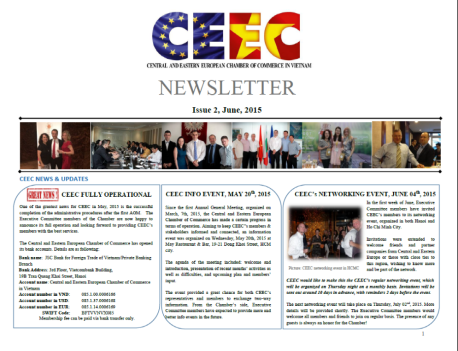 CEEC
CENTRAL AND EASTERN EUROPEAN CHAMBER OF COMMERCE IN VIETNAM
NEWSLETTER
Issue 2, June, 2015
CEEC NEWS & UPDATES
GREAT NEWS
CEEC FULLY OPERATIONAL
One of the greatest news for CEEC in May, 2015 is the successful
completion of the administrative procedures after the first AGM. The
Executive Committee members of the Chamber are now happy to
announce its full operation and looking forward to providing CEEC's
members with the best services.
The Central and Eastern European Chamber of Commerce has opened
its bank accounts. Details are as following:
Bank name: JSC Bank for Foreign Trade of Vietnam-Private Banking
Branch
Bank Address: 3rd Floor, Vietcombank Building,
198 Tran Quang Khai Street, Hanoi
Account name: Central and Eastern European Chamber of Commerce
in Vietnam
Account number in VND:
Account number in USD:
Account number in EUR:
SWIFT Code:
Membership fee can be paid via bank transfer only.
CEEC INFO EVENT, MAY 20th, 2015
Since the first Annual General Meeting, organized on
March, 7th, 2015, the Central and Eastern European
Chamber of Commerce has made a certain progress in
term of operation. Aiming to keep CEEC's members &
stakeholders informed and connected, an information
event was organized on Wednesday, May 20th, 2015 at
May Restaurant & Bar, 19-21 Dong Khoi Street, HCM
city.
The agenda of the meeting included: welcome and
introduction, presentation of recent months' activities as
well as difficulties, and upcoming plan and members'
input.
The event provided a great chance for both CEEC's
representatives and members to exchange two-way
information. From the Chamber's side, Executive
Committee members have expected to provide more and
better info events in the future.
CEEC's NETWORKING EVENT, JUNE 04th, 2015
In the first week of June, Executive
Committee members have invited
CEEC's members to its networking
event, organized in both Hanoi and
Ho Chi Minh City.
Invitations were extended to
welcome friends and partner
companies from Central and Eastern
Europe or those with close ties to
this region, wishing to know more
and be part of the network.
Picture: CEEC networking event in HCMC
CEEC would like to make this the CEEC's regular networking event, which
will be organized on Thursday night on a monthly basis. Invitations will be
sent out around 10 days in advance, with reminders 2 days before the event.
The next networking event will take place on Thursday, July 02nd, 2015. More
details will be provided shortly. The Executive Committee members would
welcome all members and friends to join on regular basis. The presence of any
guests is always an honor for the Chamber!
1